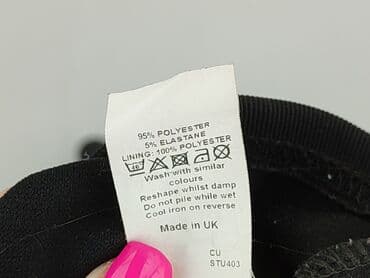 95% POLYESTER
5% ELASTANE
LINING: 100% POLYESTER
40
Wash with similar
colours
Reshape whilst damp
Do not pile while wet
Cool iron on reverse
Made in UK
CU
STU403